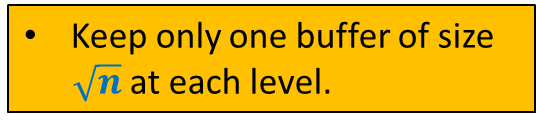 • Keep only one buffer of size
√n at each level.